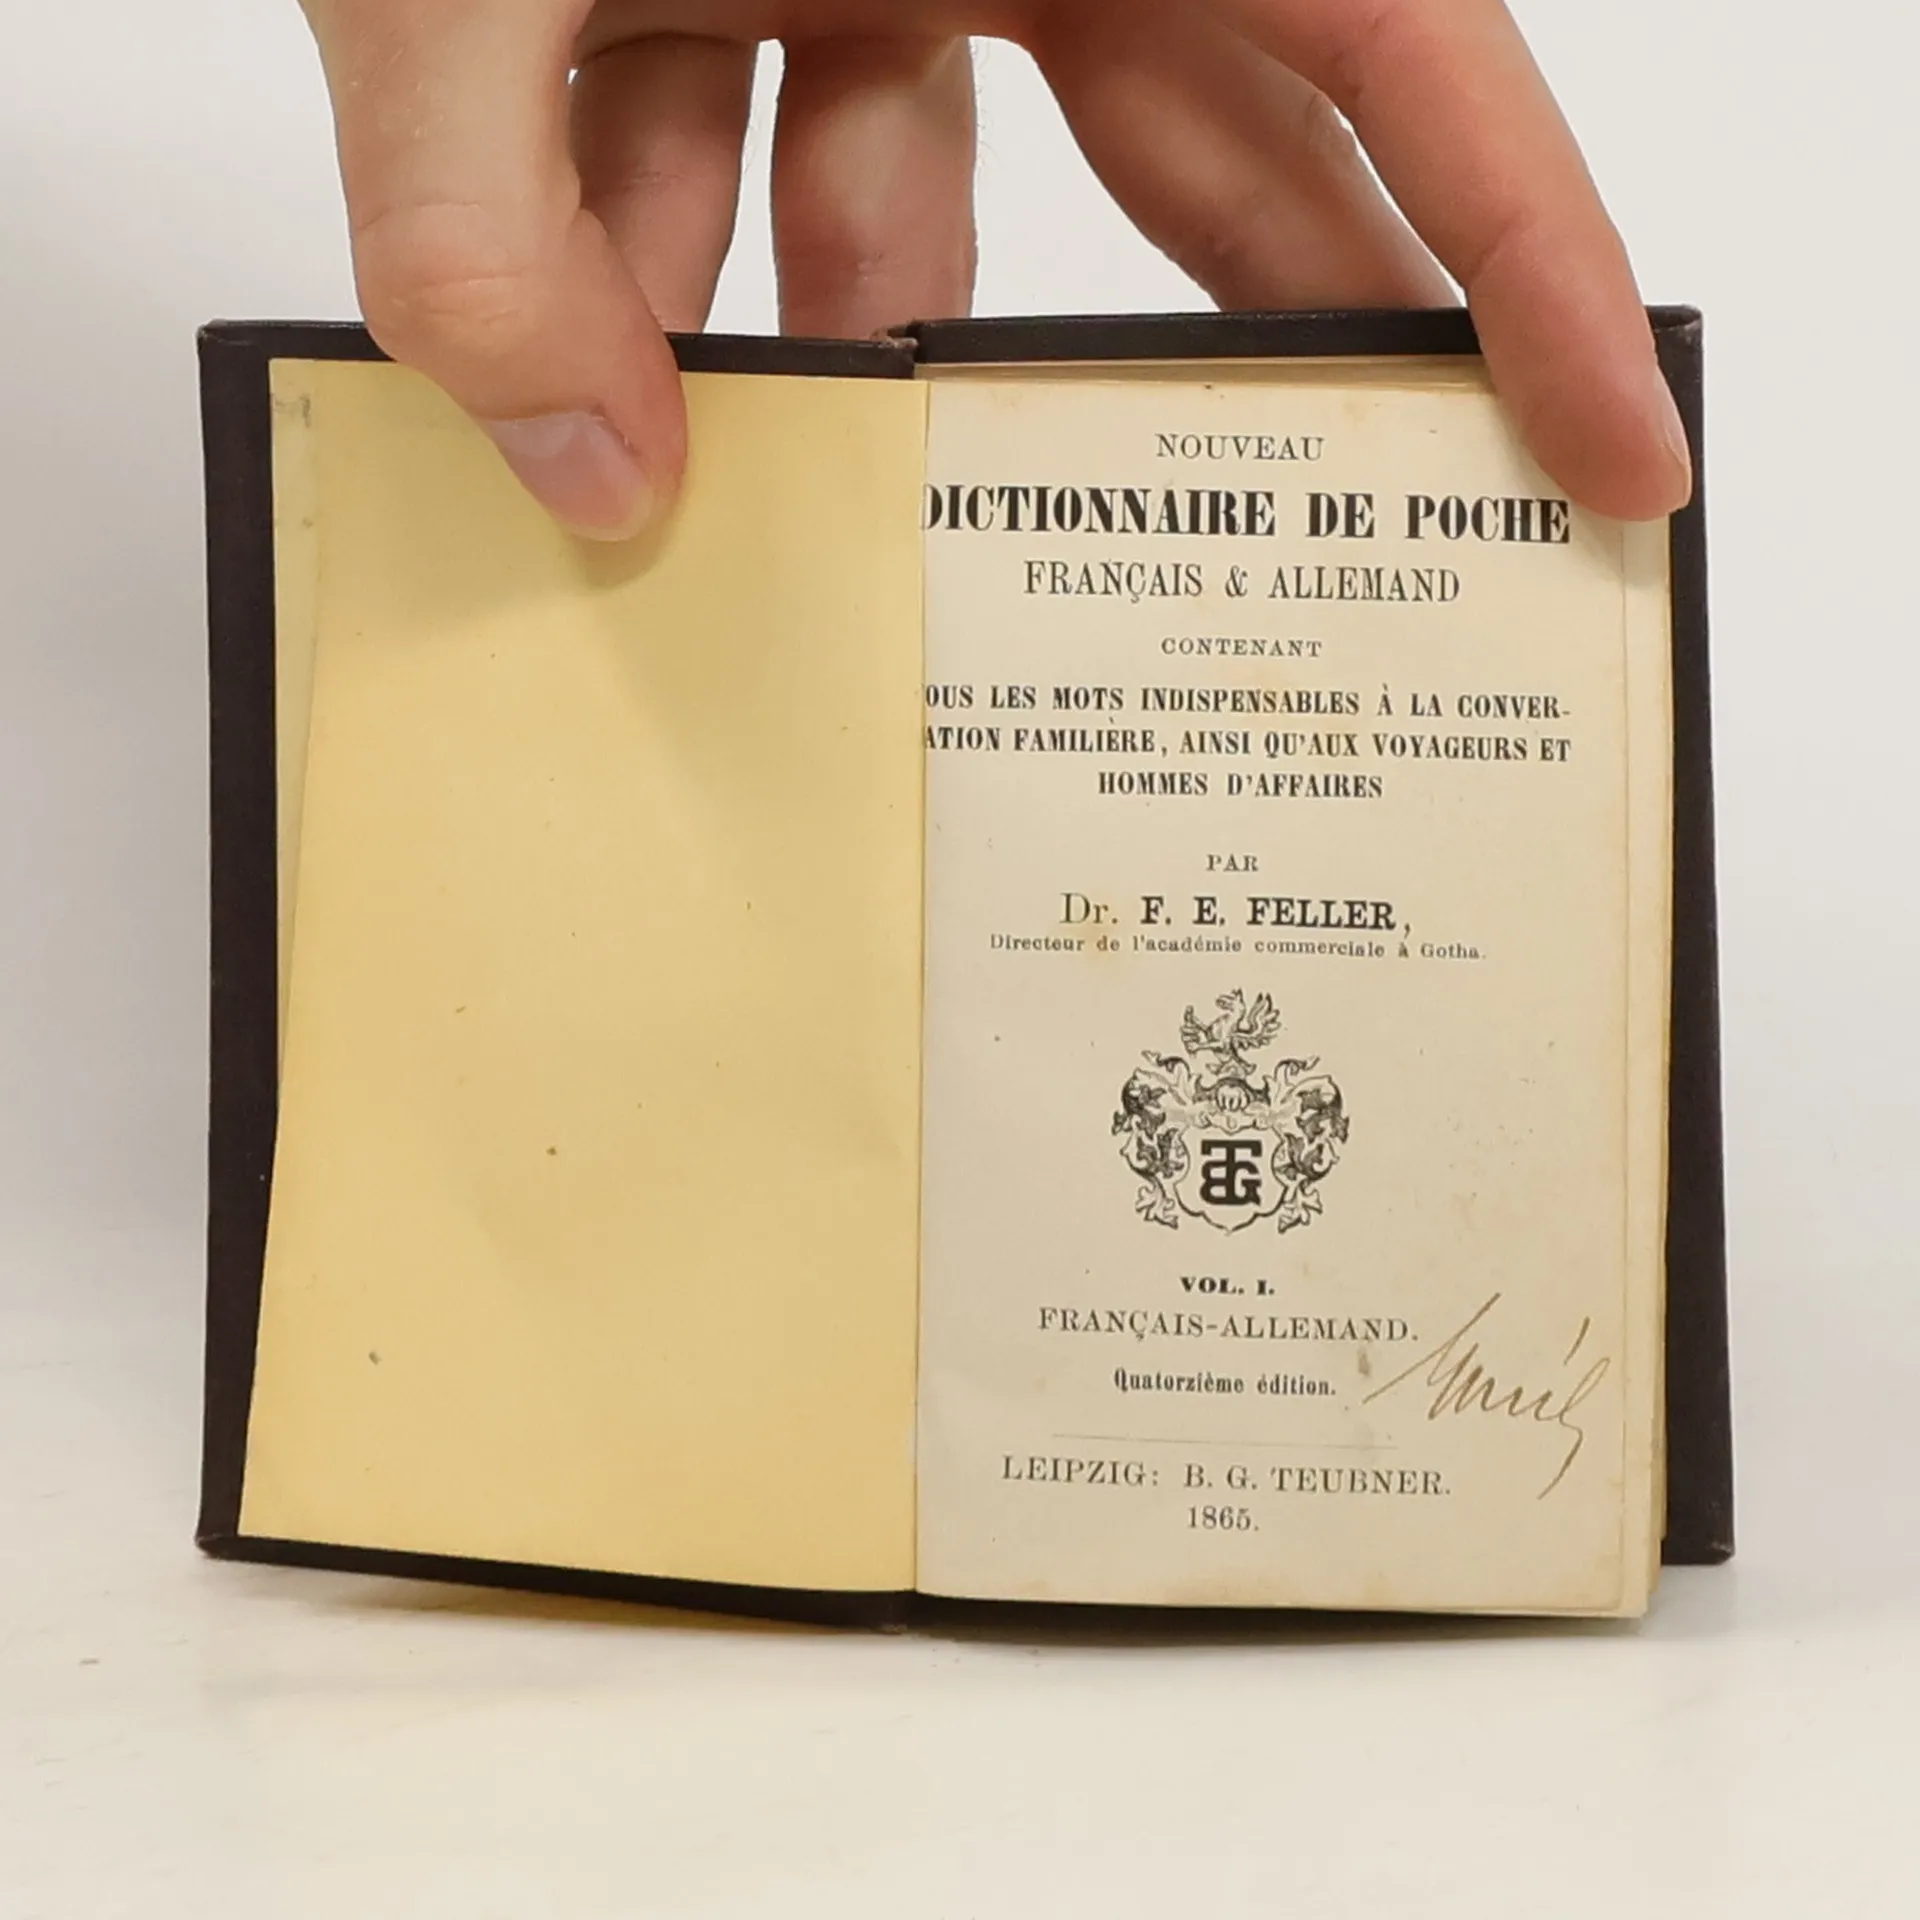 NOUVEAU
DICTIONNAIRE DE POCHE
FRANÇAIS & ALLEMAND
CONTENANT
OUS LES MOTS INDISPENSABLES À LA CONVER-
ATION FAMILIÈRE, AINSI QU'AUX VOYAGEURS ET
HOMMES D'AFFAIRES
PAR
Dr. F. E. FELLER,
Directeur de l'académie commerciale à Gotha.
BTG
VOL. I.
FRANÇAIS-ALLEMAND.
Quatorzième édition.
LEIPZIG: B. G. TEUBNER.
1865.